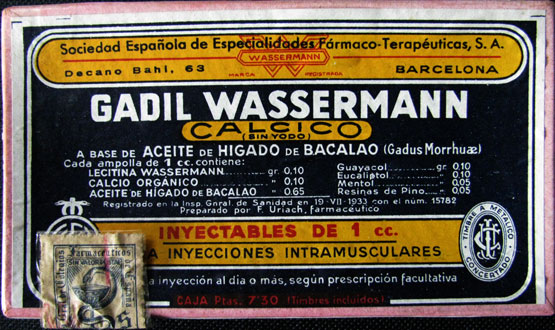 Sociedad Española de Especialidades Fármaco-Terapéuticas, S. A.
WASSERMANN
MARCA REGISTRADA
Decano Bahí, 63
BARCELONA
GADIL WASSERMANN
CALCICO
(SIN YODO)
A BASE DE ACEITE DE HIGADO DE BACALAO (Gadus Morrhuæ)
Cada ampolla de 1 cc. contiene:
LECITINA WASSERMANN gr. 0,10
CALCIO ORGÁNICO " 0,10
ACEITE DE HÍGADO DE BACALAO " 0,65
Guayacol gr. 0,10
Eucaliptol " 0,10
Mentol " 0,05
Resinas de Pino " 0,05
Registrado en la Insp. Gnral. de Sanidad en 19-VII-1933 con el núm. 15782
Preparado por F. Uriach, farmacéutico
INYECTABLES DE 1 cc.
INYECCIONES INTRAMUSCULARES
inyección al día o más, según prescripción facultativa
CAJA Ptas. 7'30 (Timbres incluidos)
TIMBRE A METALICO
CONCERTADO
Farmacéuticos